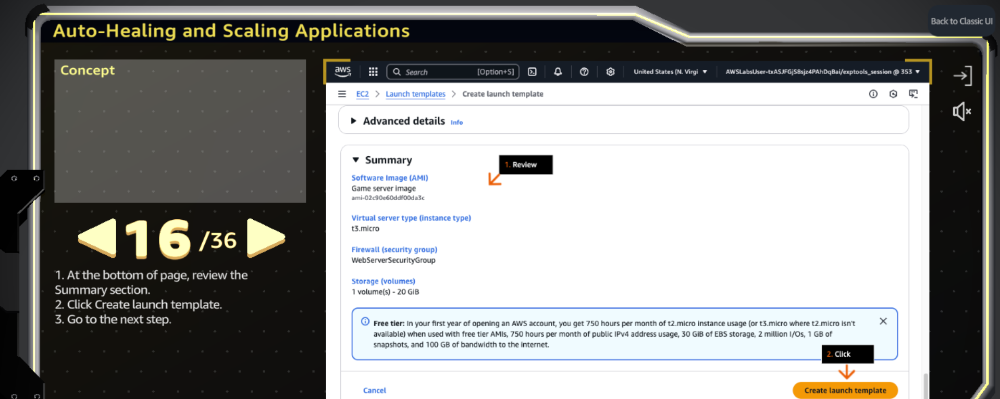 Back to Classic UI
Auto-Healing and Scaling Applications
Concept
16 /36
1. At the bottom of page, review the
Summary section.
2. Click Create launch template.
3. Go to the next step.
aws
Search [Option+S]
United States (N. Virgi
AWSLabsUser-txASJFGjS8sjz4PAhDqBai/exptools_session @ 353
EC2 > Launch templates > Create launch template
Advanced details Info
Summary
1. Review
Software Image (AMI)
Game server image
ami-02c90e60ddf00da3c
Virtual server type (instance type)
t3.micro
Firewall (security group)
WebServerSecurityGroup
Storage (volumes)
1 volume(s) - 20 GiB
Free tier: In your first year of opening an AWS account, you get 750 hours per month of t2.micro instance usage (or t3.micro where t2.micro isn't
available) when used with free tier AMIs, 750 hours per month of public IPv4 address usage, 30 GiB of EBS storage, 2 million I/Os, 1 GB of
snapshots, and 100 GB of bandwidth to the internet.
2. Click
Cancel
Create launch template